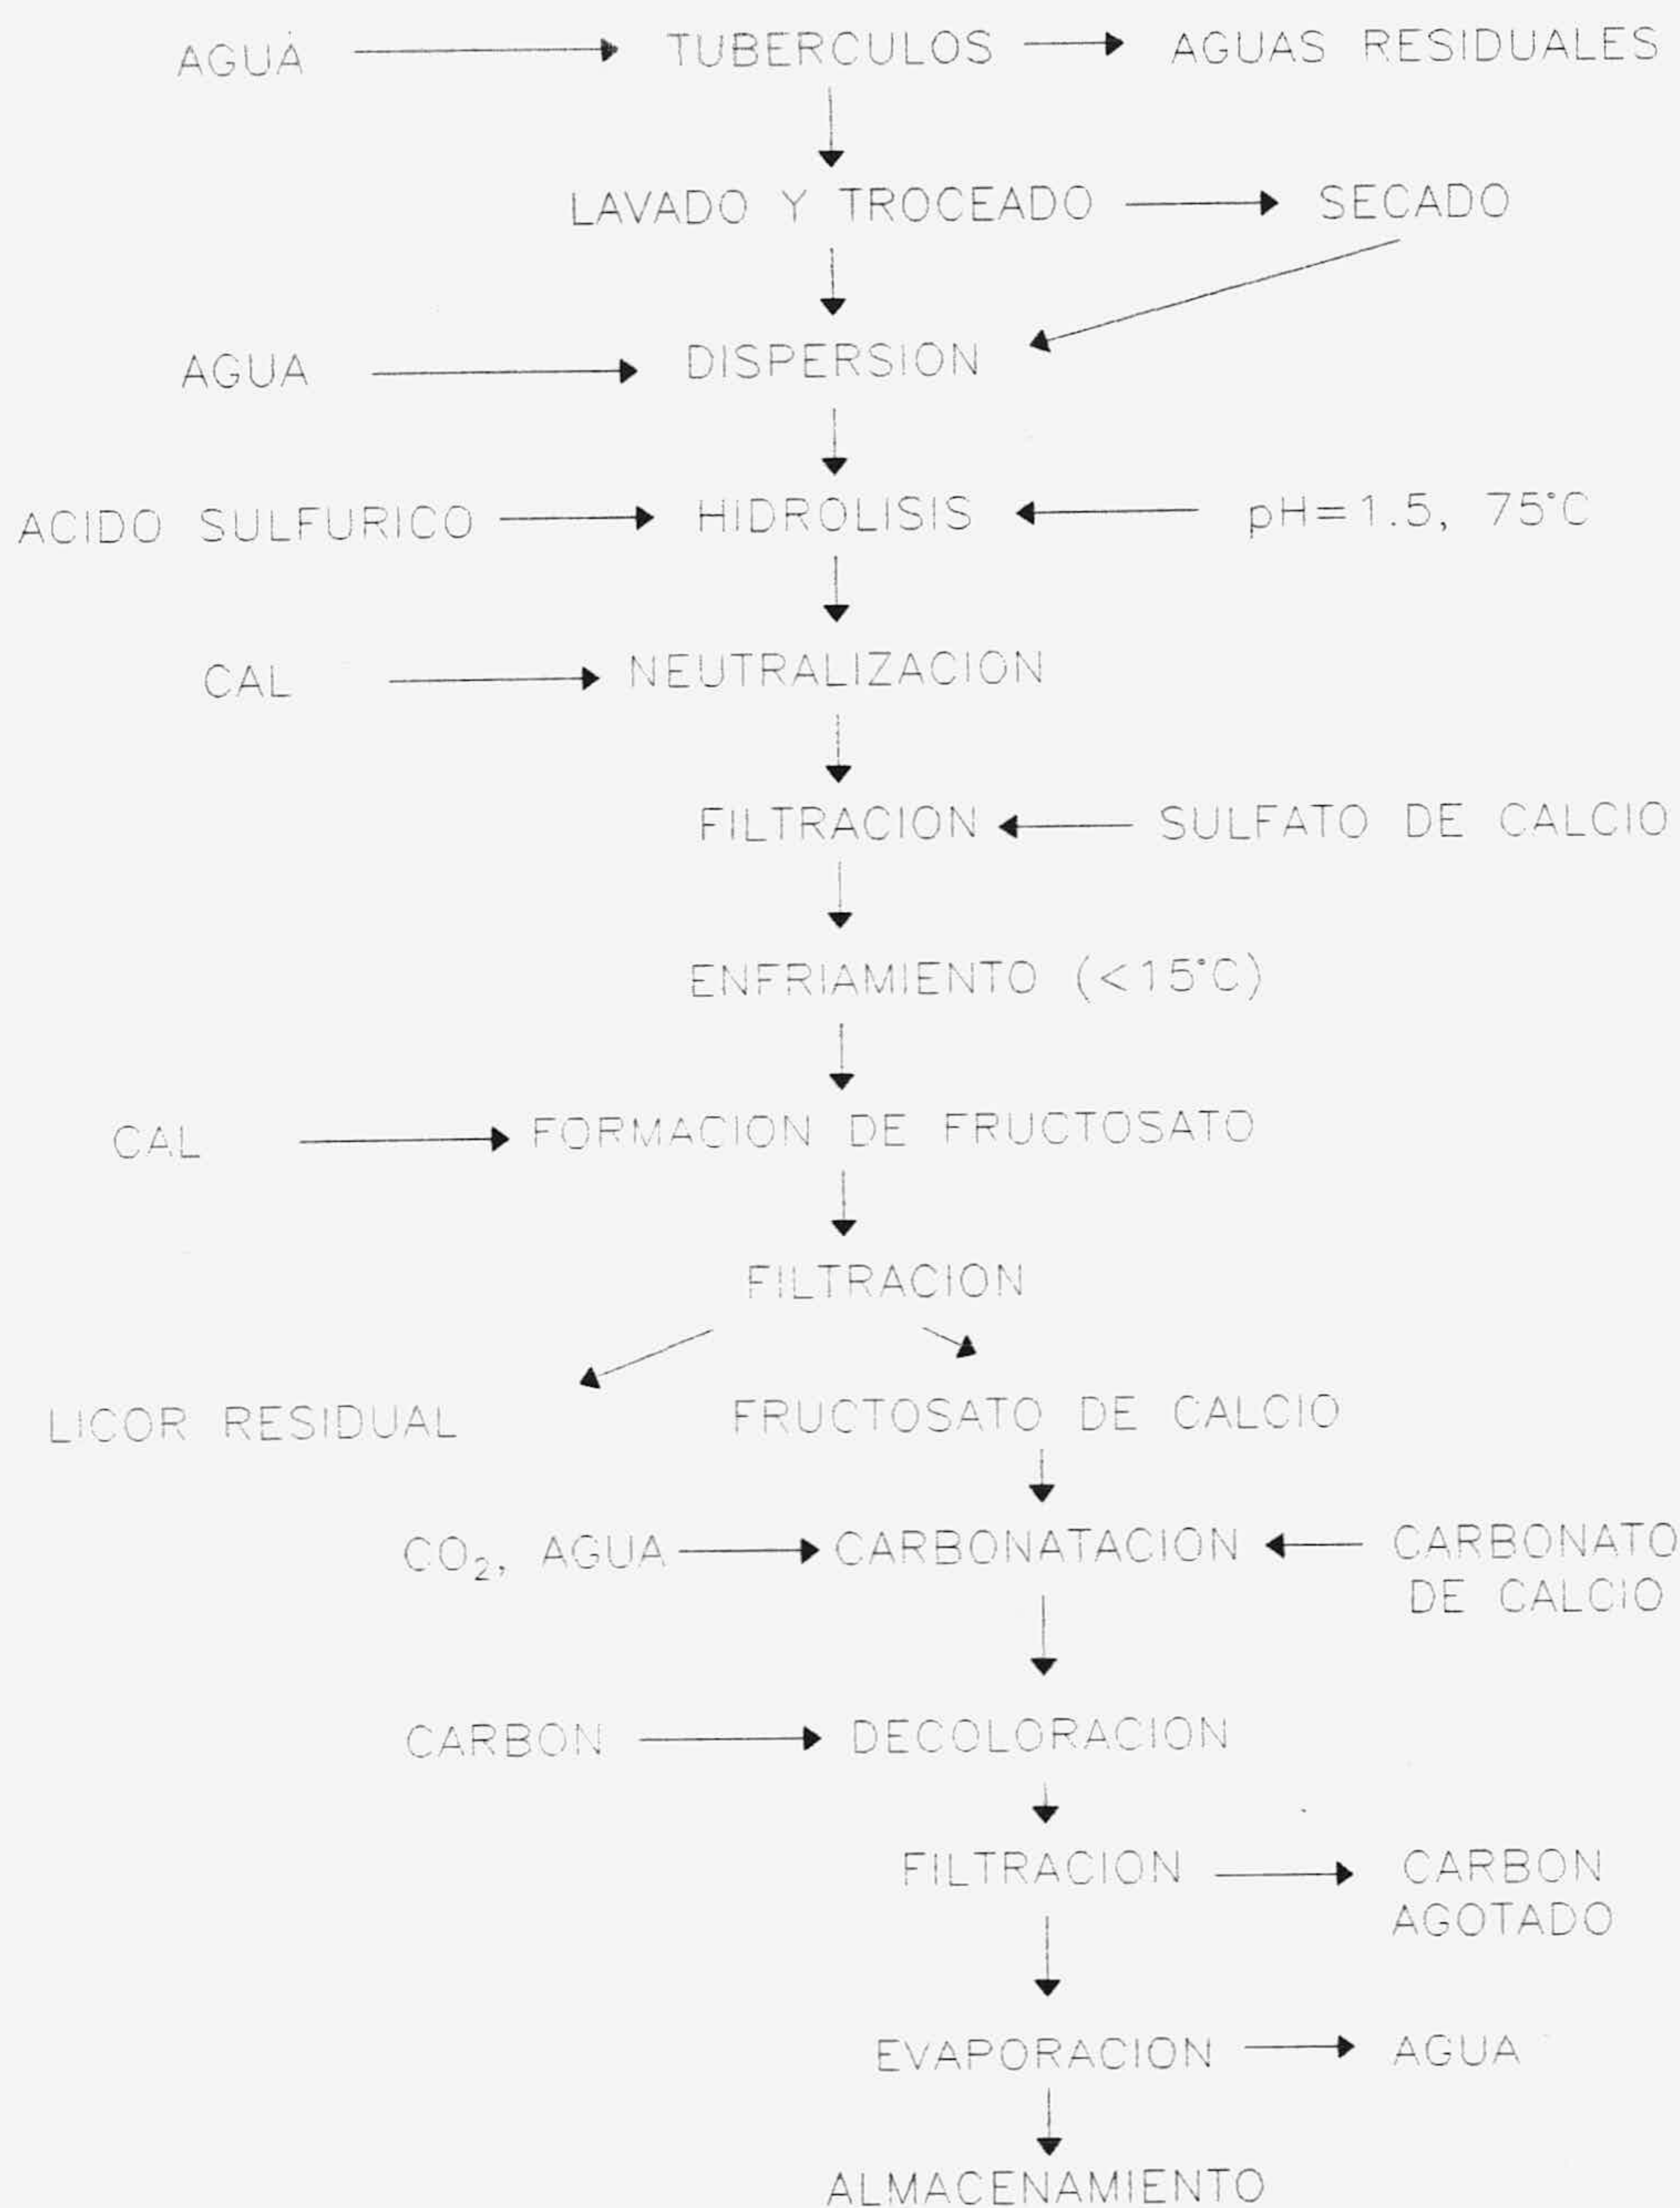 AGUA TUBERCULOS AGUAS RESIDUALES
LAVADO Y TROCEADO SECADO
AGUA DISPERSION
ACIDO SULFURICO HIDROLISIS pH=1.5, 75°C
CAL NEUTRALIZACION
FILTRACION SULFATO DE CALCIO
ENFRIAMIENTO (<15°C)
CAL FORMACION DE FRUCTOSATO
FILTRACION
LICOR RESIDUAL FRUCTOSATO DE CALCIO
CO₂, AGUA CARBONATACION CARBONATO
DE CALCIO
CARBON DECOLORACION
FILTRACION CARBON
AGOTADO
EVAPORACION AGUA
ALMACENAMIENTO